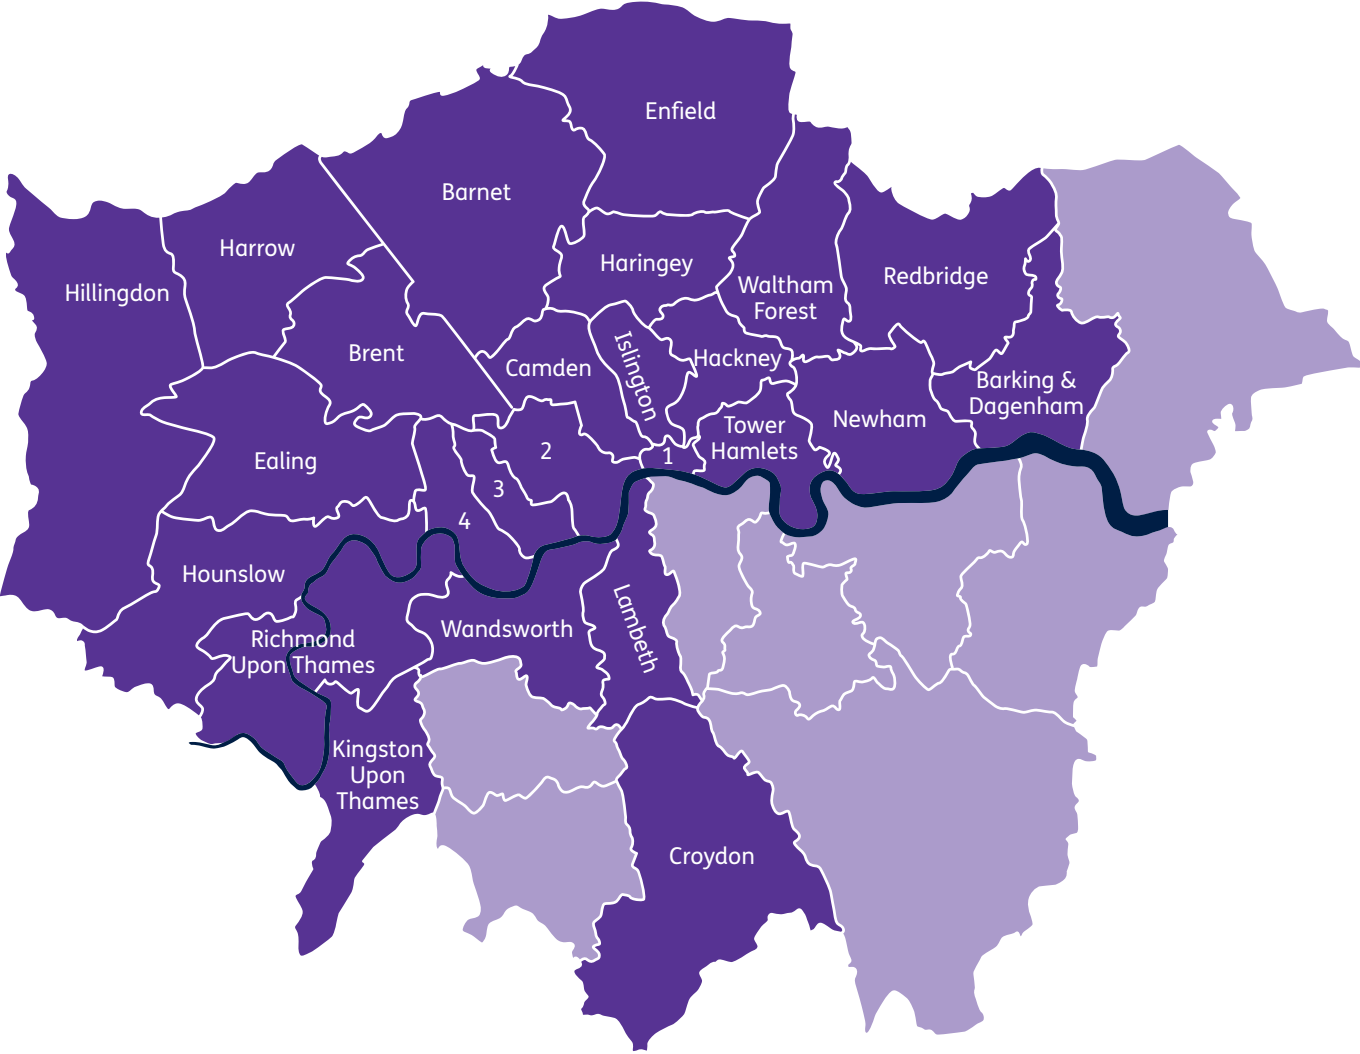 Enfield
Barnet
Harrow
Haringey
Hillingdon
Waltham
Forest
Redbridge
Brent
Camden
Islington
Hackney
Barking &
Dagenham
Newham
Tower
Hamlets
Ealing
1
2
3
4
Hounslow
Richmond
Upon Thames
Wandsworth
Lambeth
Kingston
Upon
Thames
Croydon